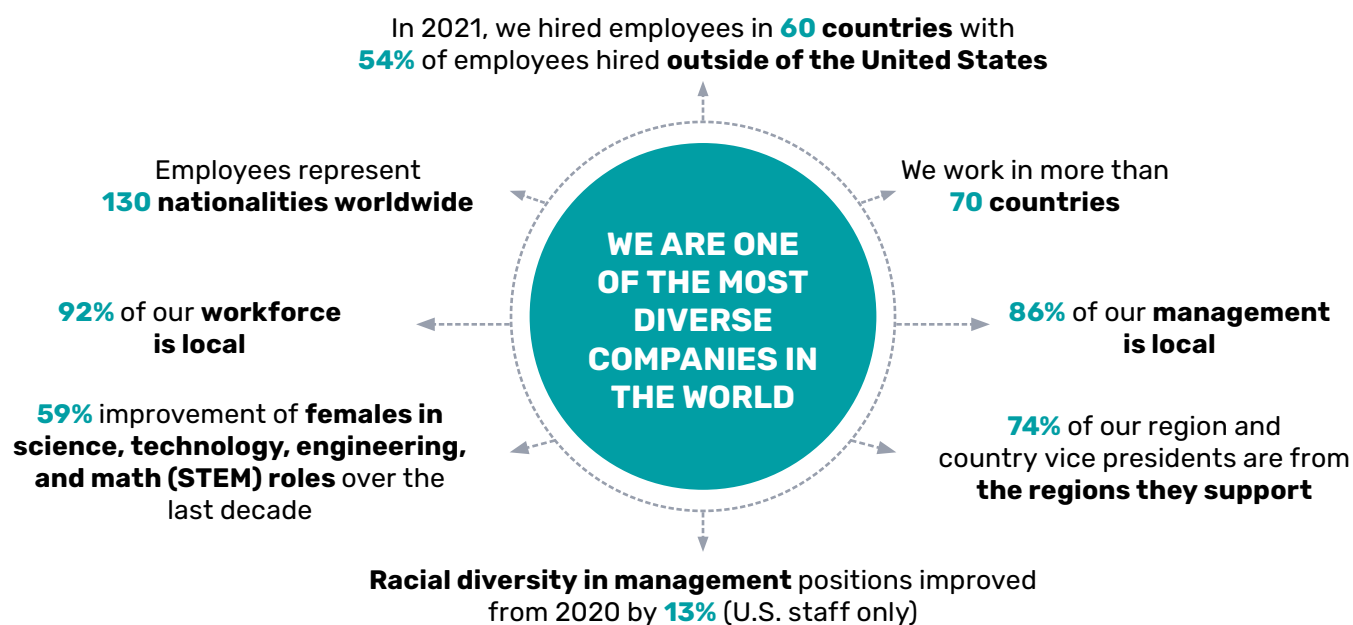 In 2021, we hired employees in 60 countries with
54% of employees hired outside of the United States
Employees represent
130 nationalities worldwide
We work in more than
70 countries
WE ARE ONE
OF THE MOST
DIVERSE
COMPANIES IN
THE WORLD
92% of our workforce
is local
86% of our management
is local
59% improvement of females in
science, technology, engineering,
and math (STEM) roles over the
last decade
74% of our region and
country vice presidents are from
the regions they support
Racial diversity in management positions improved
from 2020 by 13% (U.S. staff only)